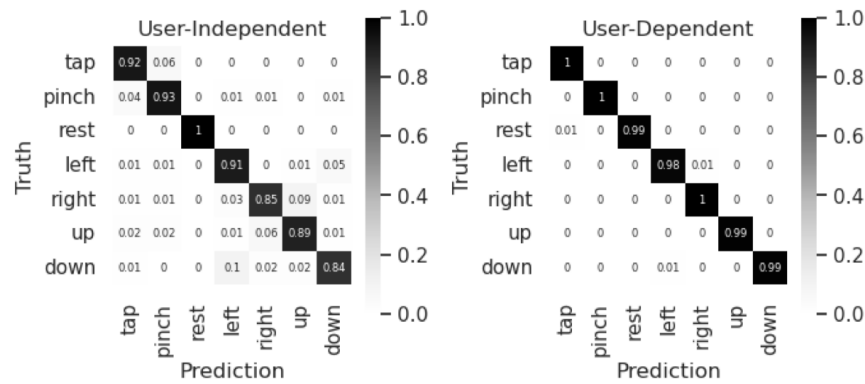 User-Independent
Truth
tap 0.92 0.06 0 0 0 0 0
pinch 0.04 0.93 0 0.01 0.01 0 0.01
rest 0 0 1 0 0 0 0
left 0.01 0.01 0 0.91 0 0.01 0.05
right 0.01 0.01 0 0.03 0.85 0.09 0.01
up 0.02 0.02 0 0.01 0.06 0.89 0.01
down 0.01 0 0 0.1 0.02 0.02 0.84
tap pinch rest left right up down
Prediction
1.0
0.8
0.6
0.4
0.2
0.0
User-Dependent
Truth
tap 1 0 0 0 0 0 0
pinch 0 1 0 0 0 0 0
rest 0.01 0 0.99 0 0 0 0
left 0 0 0 0.98 0.01 0 0
right 0 0 0 0 1 0 0
up 0 0 0 0 0 0.99 0
down 0 0 0 0.01 0 0 0.99
tap pinch rest left right up down
Prediction
1.0
0.8
0.6
0.4
0.2
0.0